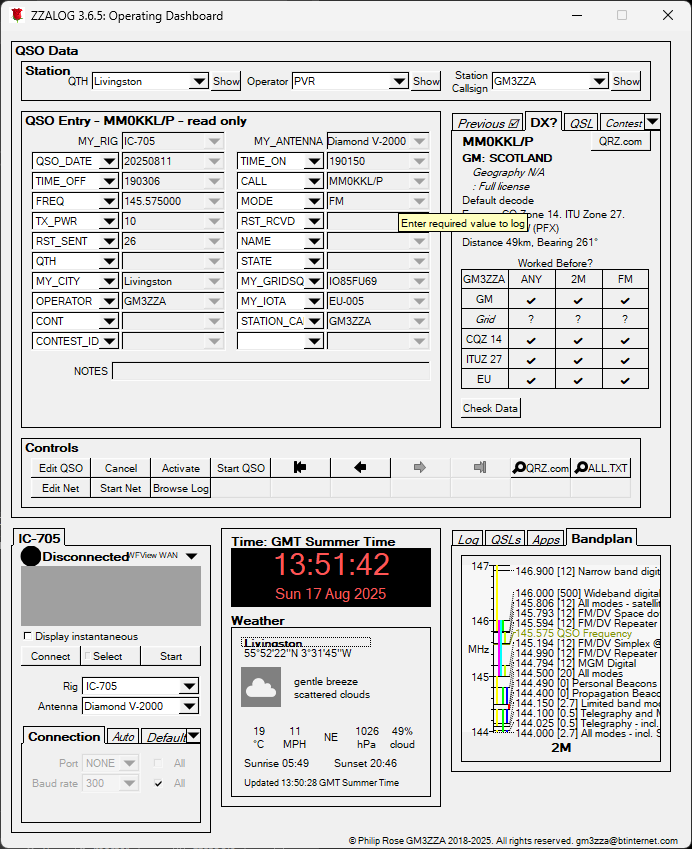 ZZALOG 3.6.5: Operating Dashboard
QSO Data
Station
QTH Livingston Show Operator PVR Show Station Callsign GM3ZZA Show
QSO Entry - MM0KKL/P - read only
MY_RIG IC-705 MY_ANTENNA Diamond V-2000
QSO_DATE 20250811 TIME_ON 190150
TIME_OFF 190306 CALL MM0KKL/P
FREQ 145.575000 MODE FM
TX_PWR 10 RST_RCVD
RST_SENT 26 NAME
QTH STATE
MY_CITY Livingston MY_GRIDSQ IO85FU69
OPERATOR GM3ZZA MY_IOTA EU-005
CONT STATION_CA GM3ZZA
CONTEST_ID
NOTES
Enter required value to log
Previous DX? QSL Contest
MM0KKL/P QRZ.com
GM: SCOTLAND
Geography N/A
: Full license
Default decode
Zone 14. ITU Zone 27.
(PFX)
Distance 49km, Bearing 261°
Worked Before?
GM3ZZA ANY 2M FM
GM ✔ ✔ ✔
Grid ? ? ?
CQZ 14 ✔ ✔ ✔
ITUZ 27 ✔ ✔ ✔
EU ✔ ✔ ✔
Check Data
Controls
Edit QSO Cancel Activate Start QSO QRZ.com ALL.TXT
Edit Net Start Net Browse Log
IC-705
Disconnected WFView WAN
Display instantaneous
Connect Select Start
Rig IC-705
Antenna Diamond V-2000
Connection Auto Default
Port NONE All
Baud rate 300 All
Time: GMT Summer Time
13:51:42
Sun 17 Aug 2025
Weather
Livingston
55°52'22"N 3°31'45"W
gentle breeze
scattered clouds
19 11 NE 1026 49%
°C MPH hPa cloud
Sunrise 05:49 Sunset 20:46
Updated 13:50:28 GMT Summer Time
Log QSLs Apps Bandplan
147
146
MHz
145
144
146.900 [12] Narrow band digit
146.000 [500] Wideband digita
145.806 [12] All modes - satelli
145.793 [12] FM/DV Space do
145.594 [12] FM/DV Repeater
145.575 QSO Frequency
145.194 [12] FM/DV Simplex @
144.990 [12] FM/DV Repeater
144.794 [12] MGM Digital
144.500 [20] All modes
144.490 [0] Personal Beacons
144.400 [0] Propagation Beaco
144.150 [2.7] Limited band mo
144.100 [0.5] Telegraphy and M
144.025 [0.5] Telegraphy - incl.
144.000 [2.7] All modes - incl. S
2M
© Philip Rose GM3ZZA 2018-2025. All rights reserved. gm3zza@btinternet.com